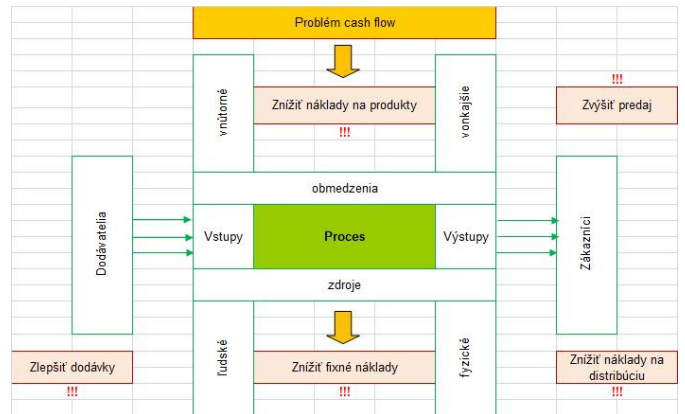 Problém cash flow
vnútorné
vonkajšie
!!!
Znížiť náklady na produkty
Zvýšiť predaj
!!!
obmedzenia
Dodávatelia
Vstupy
Proces
Výstupy
Zákazníci
zdroje
ľudské
fyzické
Zlepšiť dodávky
Znížiť fixné náklady
Znížiť náklady na
distribúciu
!!!
!!!
!!!